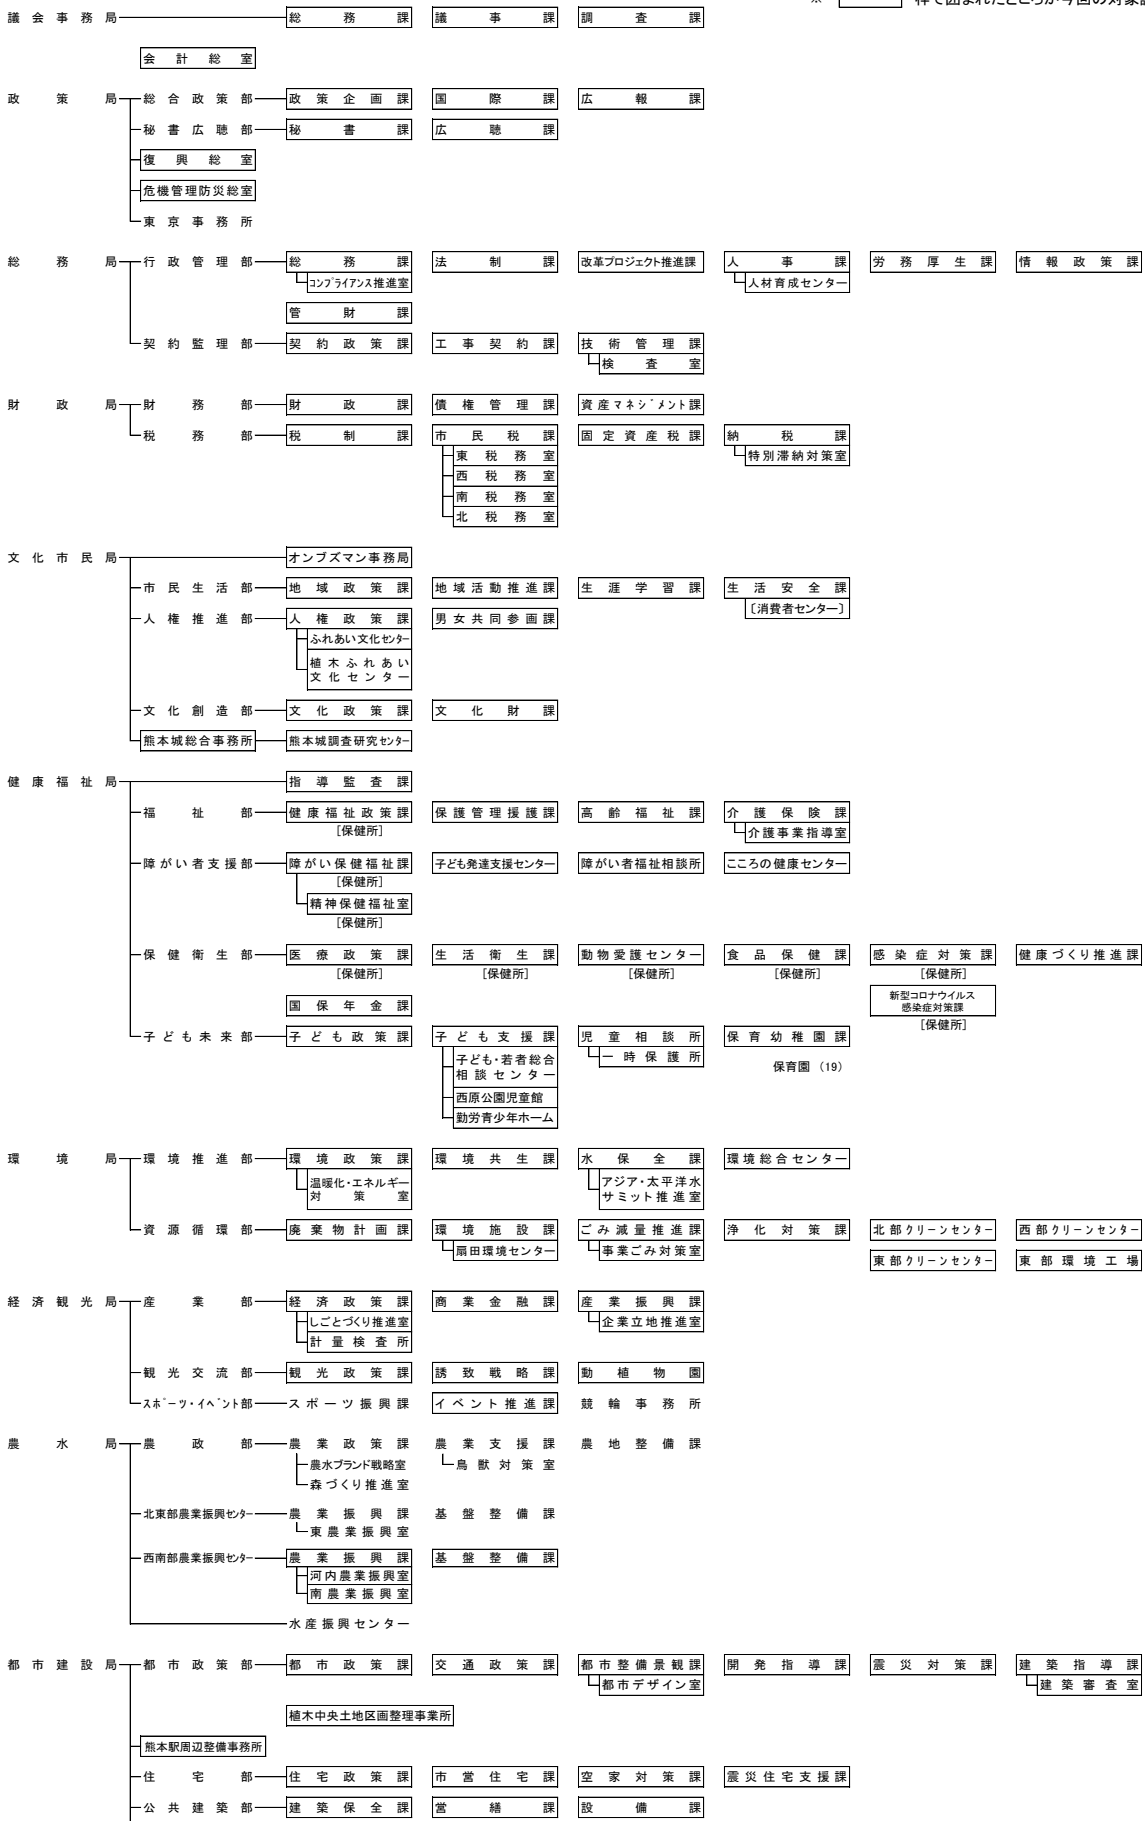 ※ 枠で囲まれたところが今回の対象
議会事務局 総務課 議事課 調査課
会計総室
政策局 総合政策部 政策企画課 国際課 広報課
秘書広聴部 秘書課 広聴課
復興総室
危機管理防災総室
東京事務所
総務局 行政管理部 総務課 法制課 改革プロジェクト推進課 人事課 労務厚生課 情報政策課
コンプライアンス推進室 人材育成センター
管財課
契約監理部 契約政策課 工事契約課 技術管理課
検査室
財政局 財務部 財政課 債権管理課 資産マネジメント課
税務部 税制課 市民税課 固定資産税課 納税課
東税務室 特別滞納対策室
西税務室
南税務室
北税務室
文化市民局 オンブズマン事務局
市民生活部 地域政策課 地域活動推進課 生涯学習課 生活安全課
〔消費者センター〕
人権推進部 人権政策課 男女共同参画課
ふれあい文化センター
植木ふれあい
文化センター
文化創造部 文化政策課 文化財課
熊本城総合事務所 熊本城調査研究センター
健康福祉局 指導監査課
福祉部 健康福祉政策課 保護管理援護課 高齢福祉課 介護保険課
[保健所] 介護事業指導室
障がい者支援部 障がい保健福祉課 子ども発達支援センター 障がい者福祉相談所 こころの健康センター
[保健所]
精神保健福祉室
[保健所]
保健衛生部 医療政策課 生活衛生課 動物愛護センター 食品保健課 感染症対策課 健康づくり推進課
[保健所] [保健所] [保健所] [保健所] [保健所]
国保年金課 新型コロナウイルス
感染症対策課
[保健所]
子ども未来部 子ども政策課 子ども支援課 児童相談所 保育幼稚園課
子ども・若者総合 一時保護所
相談センター 保育園 (19)
西原公園児童館
勤労青少年ホーム
環境局 環境推進部 環境政策課 環境共生課 水保全課 環境総合センター
温暖化・エネルギー アジア・太平洋水
対策室 サミット推進室
資源循環部 廃棄物計画課 環境施設課 ごみ減量推進課 浄化対策課 北部クリーンセンター 西部クリーンセンター
扇田環境センター 事業ごみ対策室 東部クリーンセンター 東部環境工場
経済観光局 産業部 経済政策課 商業金融課 産業振興課
しごとづくり推進室 企業立地推進室
計量検査所
観光交流部 観光政策課 誘致戦略課 動植物園
スポーツ・イベント部 スポーツ振興課 イベント推進課 競輪事務所
農水局 農政部 農業政策課 農業支援課 農地整備課
農水ブランド戦略室 鳥獣対策室
森づくり推進室
北東部農業振興センター 農業振興課 基盤整備課
東農業振興室
西南部農業振興センター 農業振興課 基盤整備課
河内農業振興室
南農業振興室
水産振興センター
都市建設局 都市政策部 都市政策課 交通政策課 都市整備景観課 開発指導課 震災対策課 建築指導課
都市デザイン室 建築審査室
植木中央土地区画整理事業所
熊本駅周辺整備事務所
住宅部 住宅政策課 市営住宅課 空家対策課 震災住宅支援課
公共建築部 建築保全課 営繕課 設備課